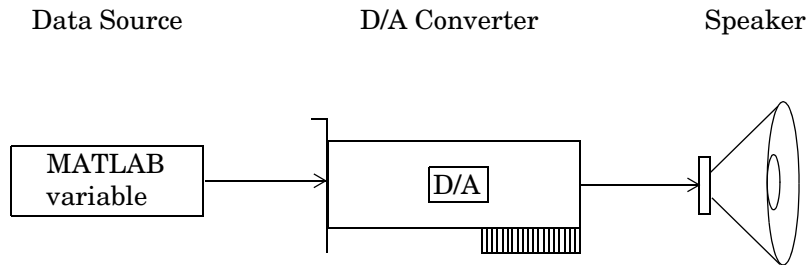 Data Source
D/A Converter
Speaker
MATLAB
variable
D/A